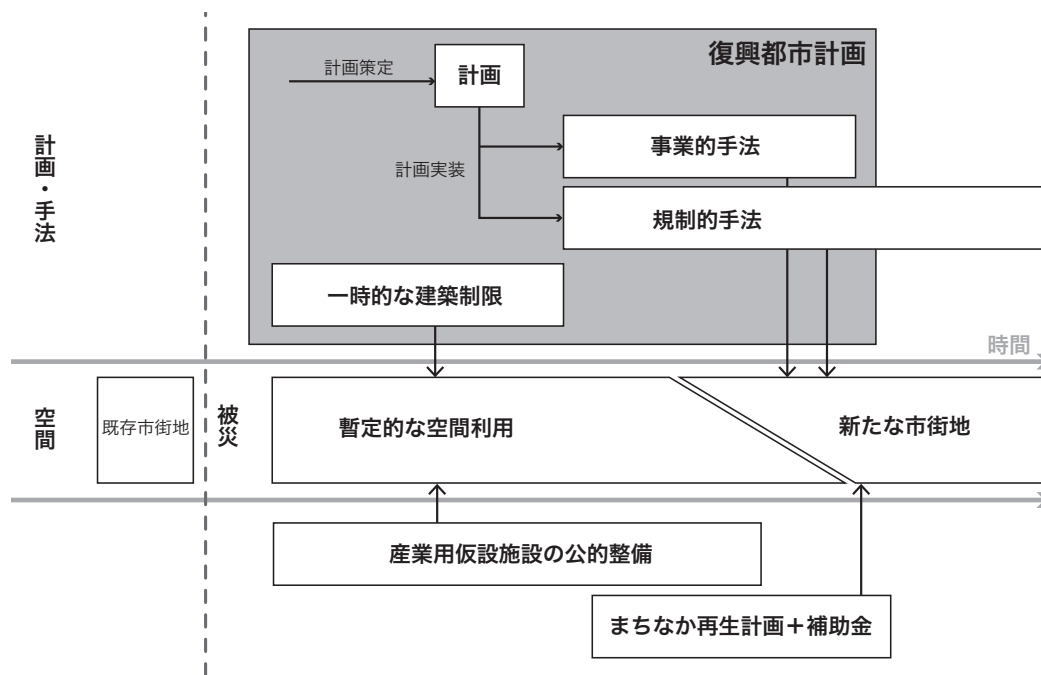 復興都市計画
計画策定
計画
計画・手法
事業的手法
計画実装
規制的手法
一時的な建築制限
時間
空間
既存市街地
被災
暫定的な空間利用
新たな市街地
産業用仮設施設の公的整備
まちなか再生計画+補助金